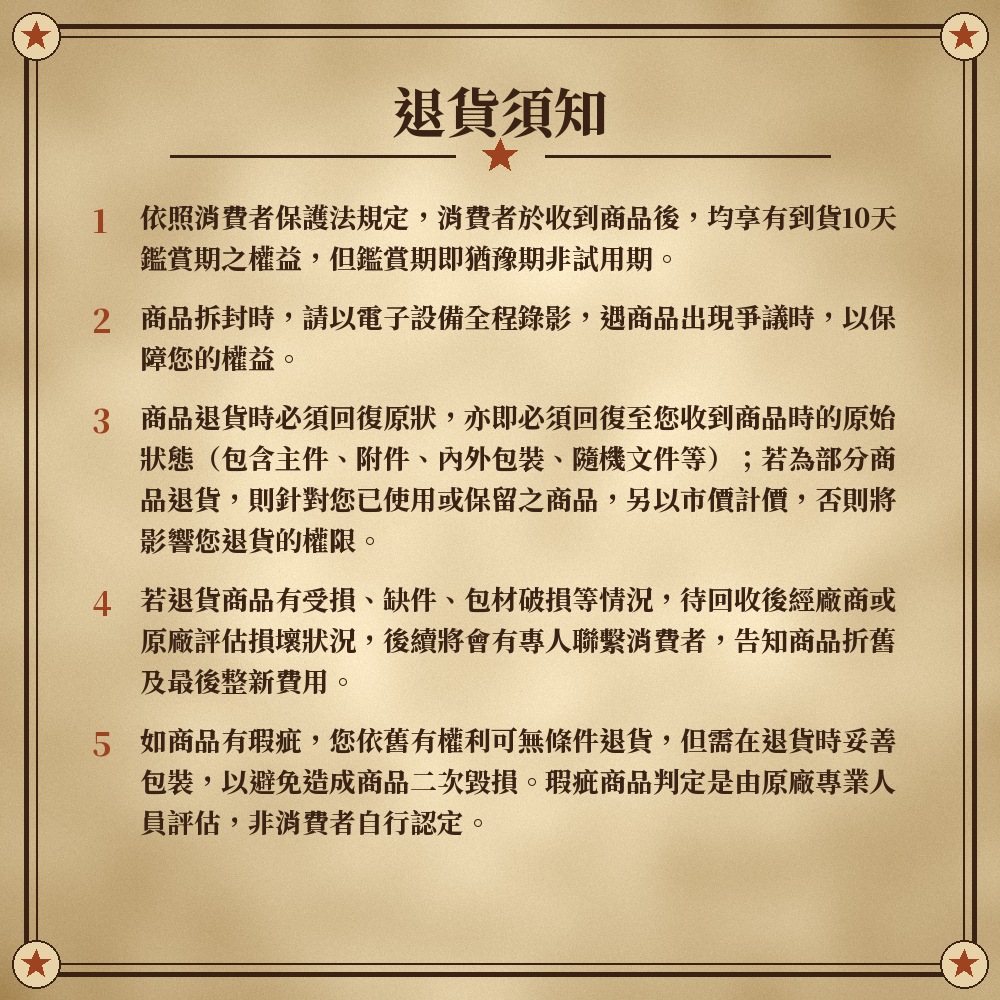 退貨須知
1 依照消費者保護法規定，消費者於收到商品後，均享有到貨10天
鑑賞期之權益，但鑑賞期即猶豫期非試用期。
2 商品拆封時，請以電子設備全程錄影，遇商品出現爭議時，以保
障您的權益。
3 商品退貨時必須回復原狀，亦即必須回復至您收到商品時的原始
狀態（包含主件、附件、內外包裝、隨機文件等）；若為部分商
品退貨，則針對您已使用或保留之商品，另以市價計價，否則將
影響您退貨的權限。
4 若退貨商品有受損、缺件、包材破損等情況，待回收後經廠商或
原廠評估損壞狀況，後續將會有專人聯繫消費者，告知商品折舊
及最後整新費用。
5 如商品有瑕疵，您依舊有權利可無條件退貨，但需在退貨時妥善
包裝，以避免造成商品二次毀損。瑕疵商品判定是由原廠專業人
員評估，非消費者自行認定。